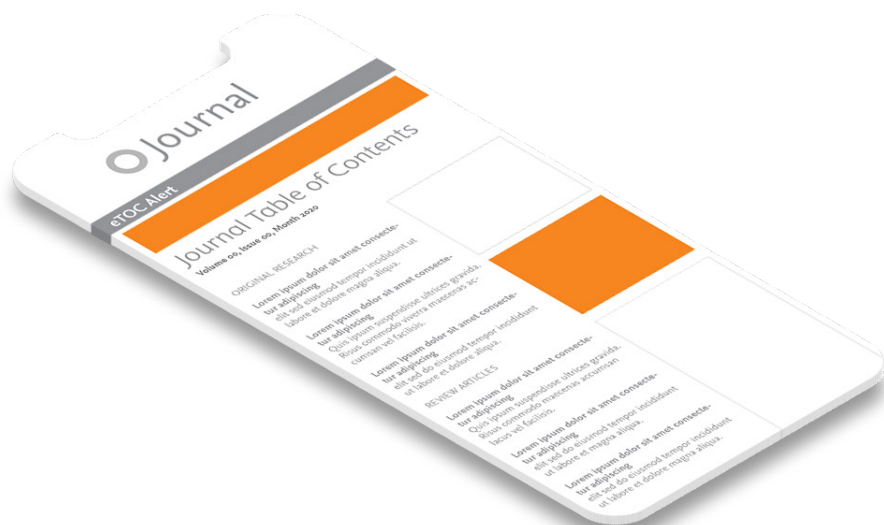 Journal
eTOC Alert
Journal Table of Contents
Volume 00, Issue 00, Month 2020
ORIGINAL RESEARCH
Lorem ipsum dolor sit amet consecte-
tur adipiscing
elit sed eiusmod tempor incididunt ut
labore et dolore magna aliqua.
Lorem ipsum dolor sit amet consecte-
tur adipiscing
Quis ipsum suspendisse ultrices gravida.
Risus commodo viverra maecenas ac-
cumsan vel facilisis.
Lorem ipsum dolor sit amet consecte-
tur adipiscing
elit sed do eiusmod tempor incididunt
ut labore et dolore aliqua.
REVIEW ARTICLES
Lorem ipsum dolor sit amet consecte-
tur adipiscing
Quis ipsum suspendisse ultrices gravida.
Risus commodo maecenas accumsan
lacus vel facilisis.
Lorem ipsum dolor sit amet consecte-
tur adipiscing
elit sed do eiusmod tempor incididunt
ut labore et magna aliqua.
Lorem ipsum dolor sit amet consecte-
tur adipiscing
elit sed do eiusmod tempor incididunt
ut labore et dolore magna aliqua.